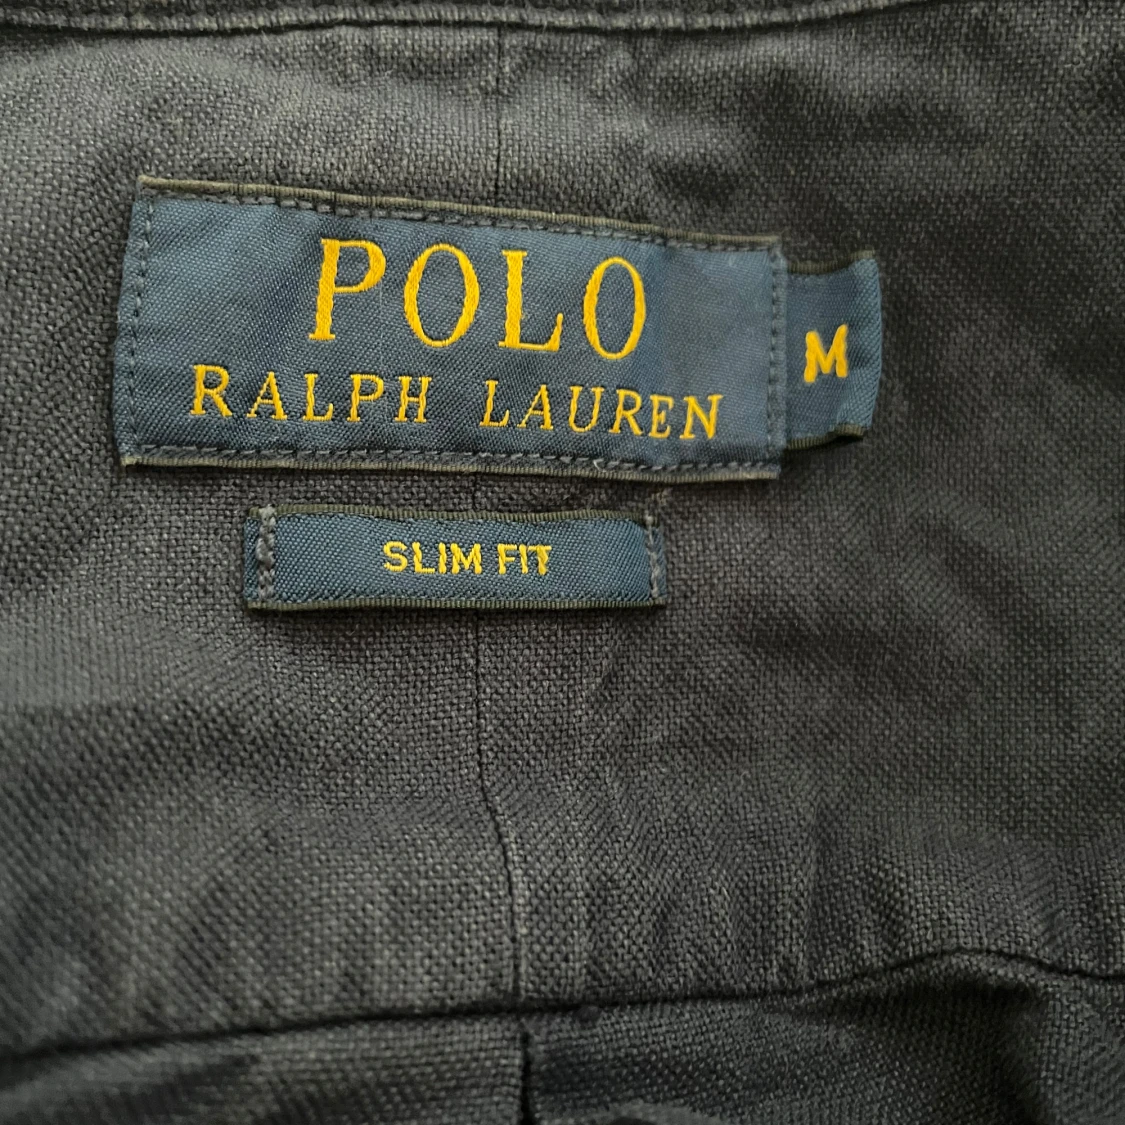 POLO
RALPH LAUREN
M
SLIM FIT